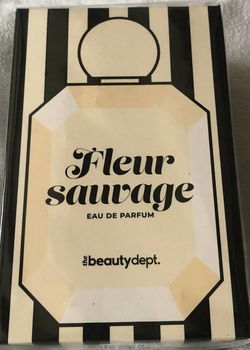 Fleur
sauvage
EAU DE PARFUM
the beautydept.